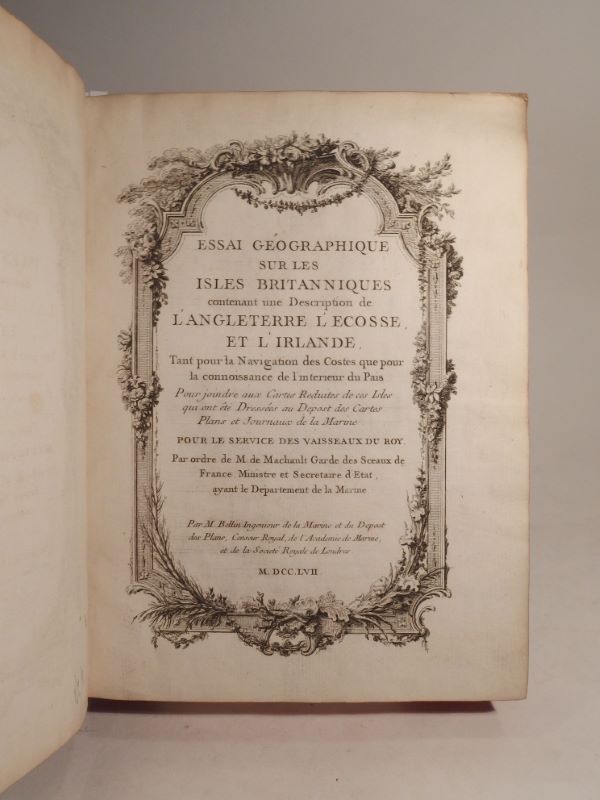 ESSAI GÉOGRAPHIQUE
SUR LES
ISLES BRITANNIQUES
contenant une Description de
L'ANGLETERRE L'ECOSSE,
ET L'IRLANDE,
Tant pour la Navigation des Costes que pour
la connoissance de l'interieur du Païs
Pour joindre aux Cartes Reduites de ces Isles
qui ont été Dressées au Depost des Cartes
Plans et Journaux de la Marine
POUR LE SERVICE DES VAISSEAUX DU ROY.
Par ordre de M. de Machault Garde des Sceaux de
France Ministre et Secretaire d'Etat,
ayant le Departement de la Marine
Par M. Bellin Ingenieur de la Marine et du Depost
des Plans, Censeur Royal, de l'Academie de Marine,
et de la Societé Royale de Londres
M. DCC. LVII.